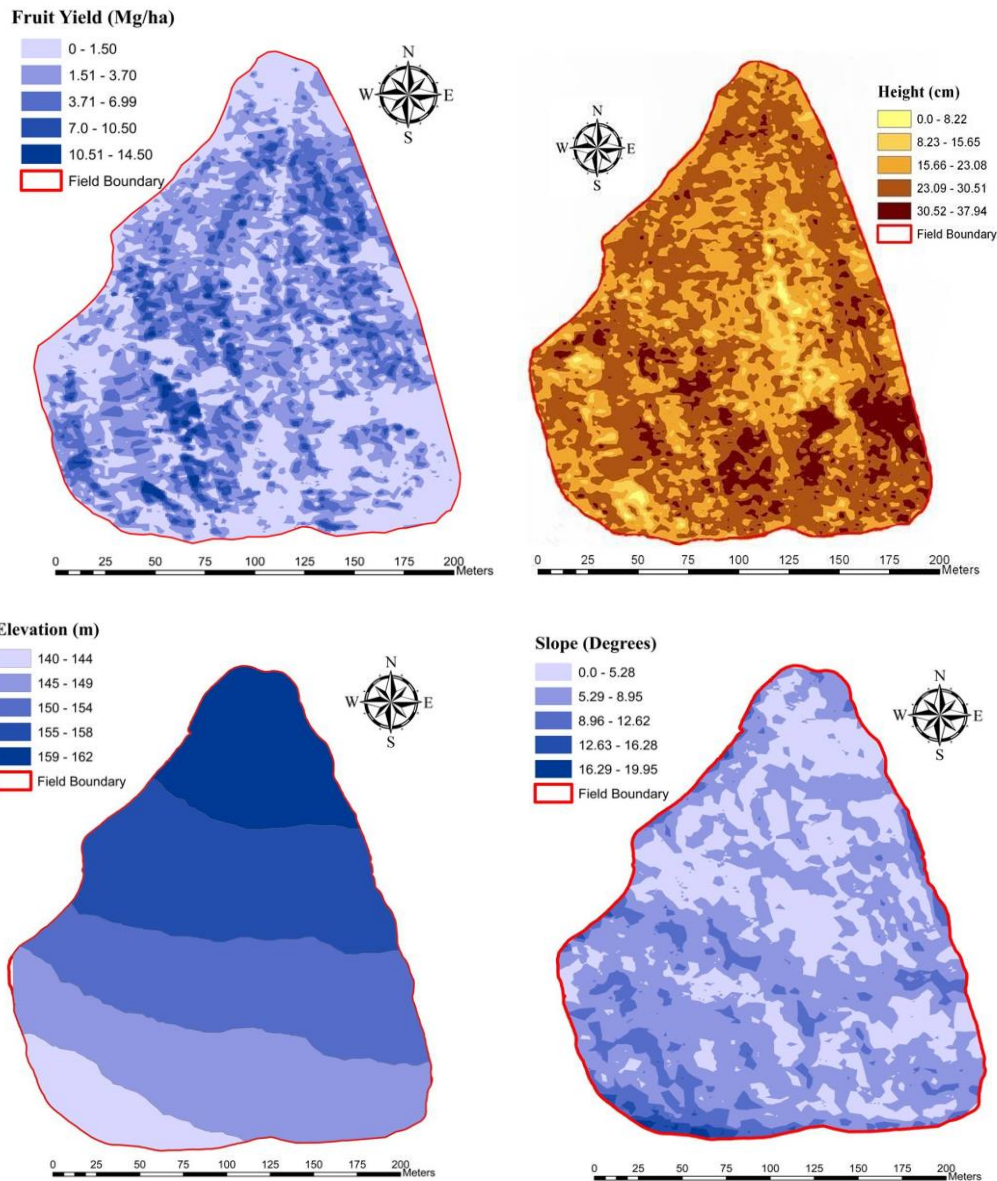 Fruit Yield (Mg/ha)
0 - 1.50
1.51 - 3.70
3.71 - 6.99
7.0 - 10.50
10.51 - 14.50
Field Boundary
N
W E
S
0 25 50 75 100 125 150 175 200
Meters
Height (cm)
0.0 - 8.22
8.23 - 15.65
15.66 - 23.08
23.09 - 30.51
30.52 - 37.94
Field Boundary
N
W E
S
0 25 50 75 100 125 150 175 200
Meters
Elevation (m)
140 - 144
145 - 149
150 - 154
155 - 158
159 - 162
Field Boundary
N
W E
S
0 25 50 75 100 125 150 175 200
Meters
Slope (Degrees)
0.0 - 5.28
5.29 - 8.95
8.96 - 12.62
12.63 - 16.28
16.29 - 19.95
Field Boundary
N
W E
S
0 25 50 75 100 125 150 175 200
Meters